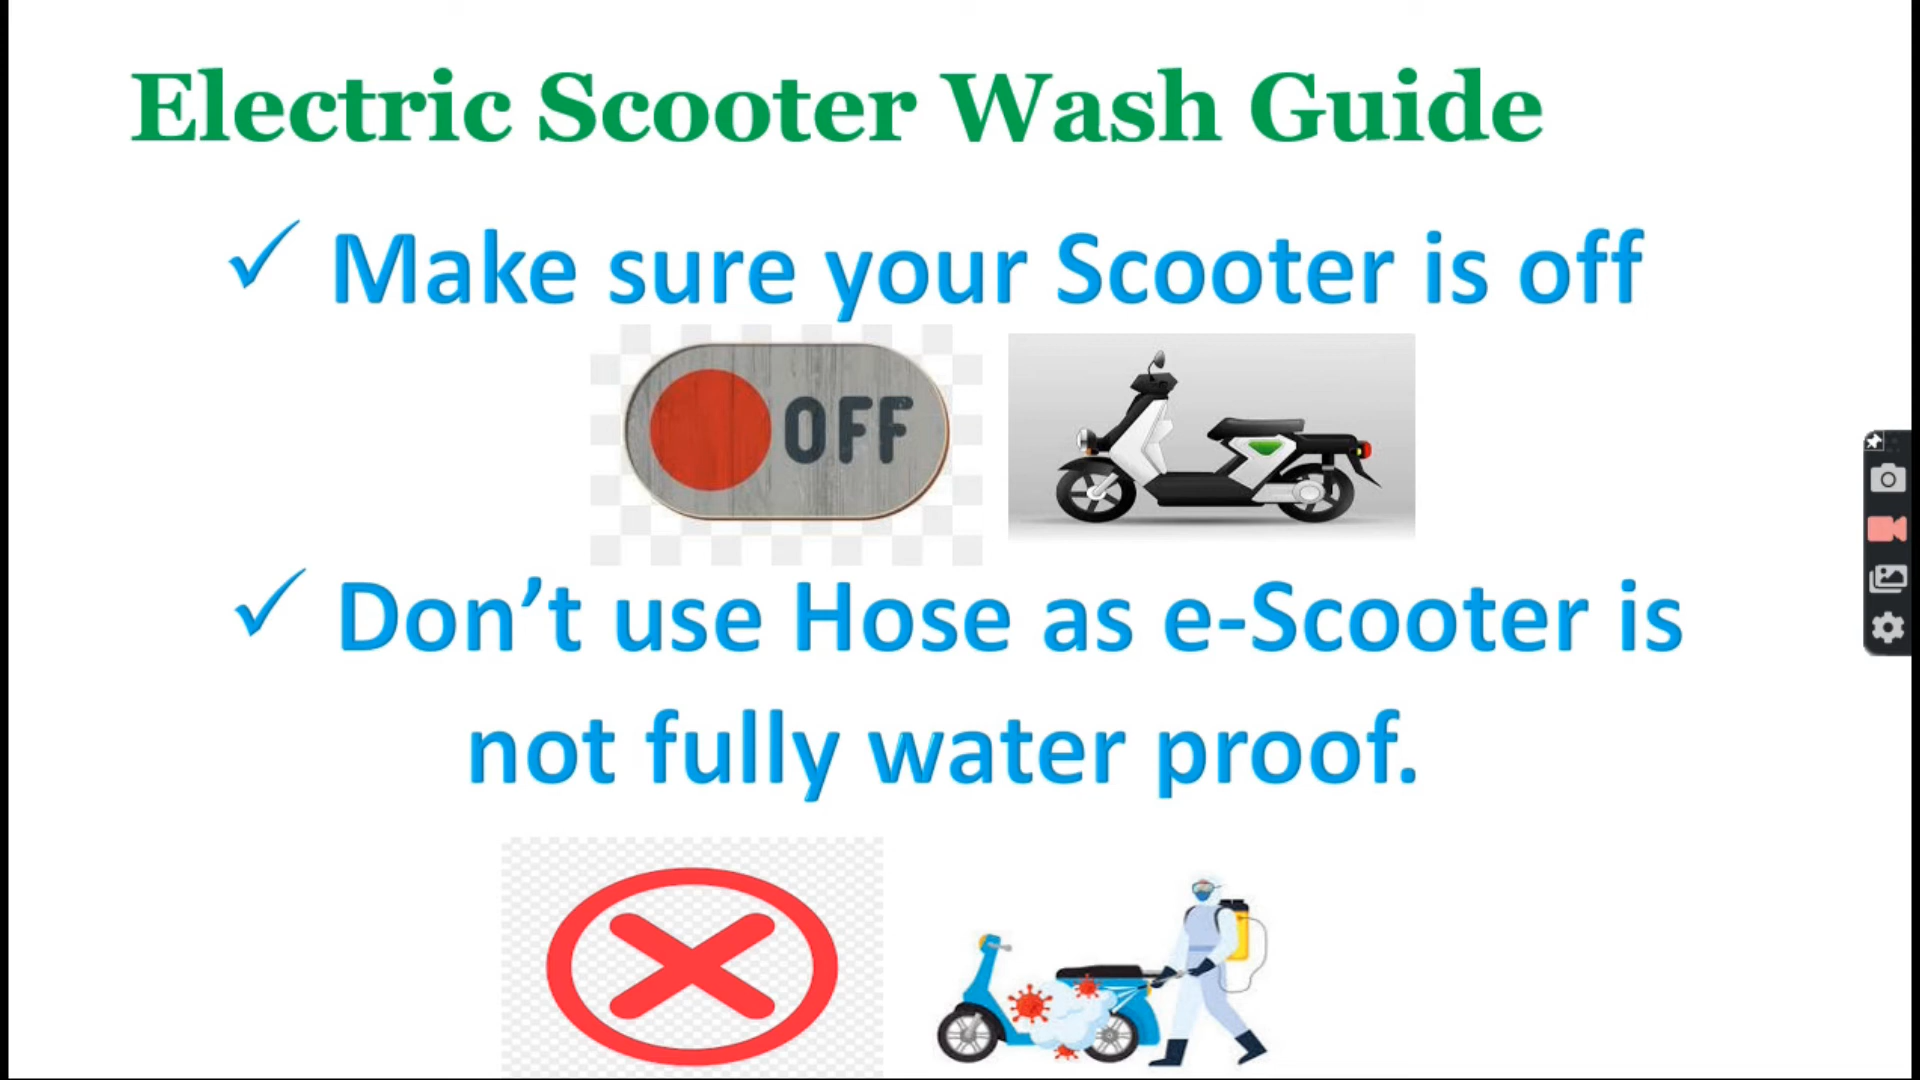 Electric Scooter Wash Guide
✓ Make sure your Scooter is off
OFF
✓ Don’t use Hose as e-Scooter is
not fully water proof.